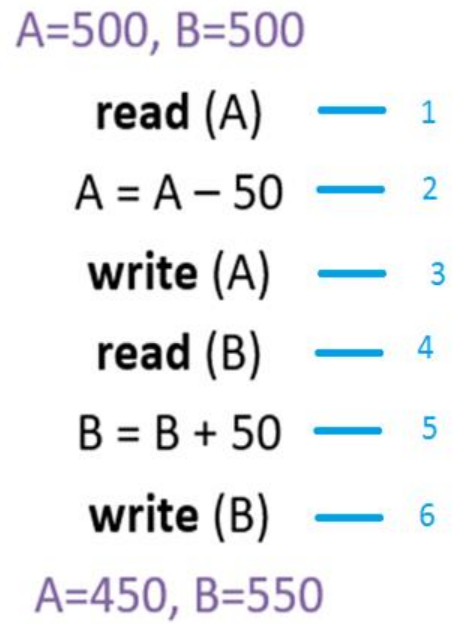 A=500, B=500
read (A) 1
A = A – 50 2
write (A) 3
read (B) 4
B = B + 50 5
write (B) 6
A=450, B=550